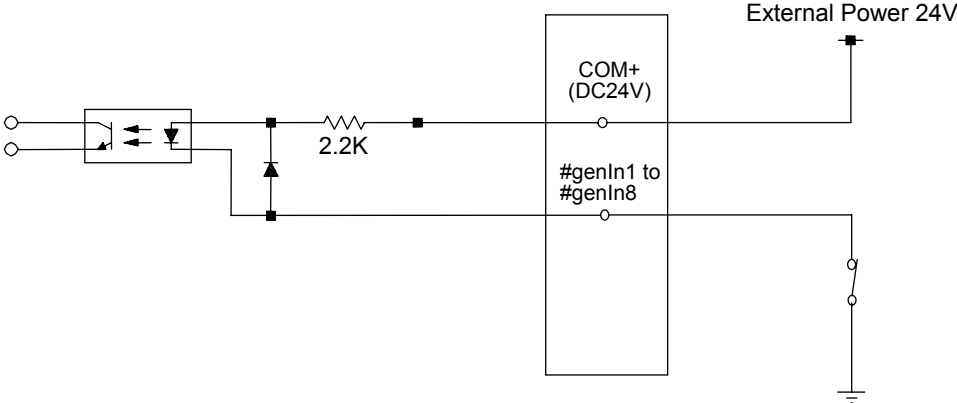 External Power 24V
COM+
(DC24V)
2.2K
#genIn1 to
#genIn8